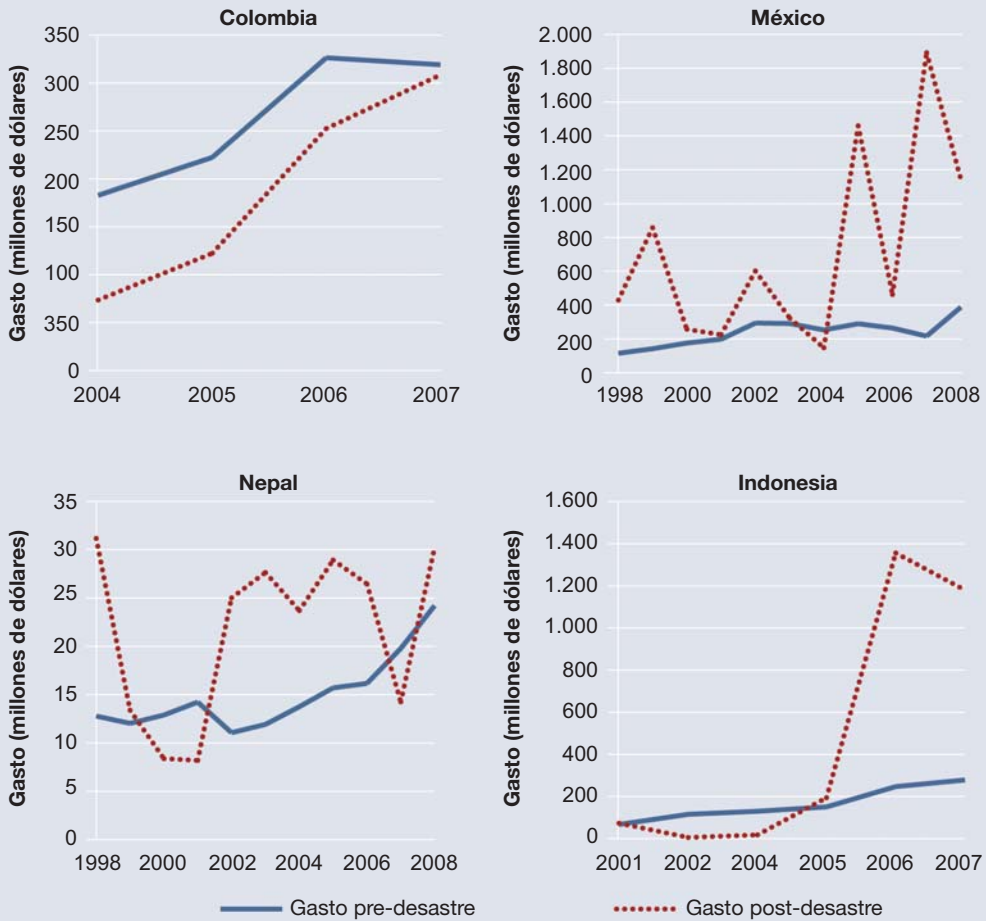 Colombia
Gasto (millones de dólares)
350
300
250
200
150
100
350
0
2004 2005 2006 2007
México
Gasto (millones de dólares)
2.000
1.800
1.600
1.400
1.200
1.000
800
600
400
200
0
1998 2000 2002 2004 2006 2008
Nepal
Gasto (millones de dólares)
35
30
25
20
15
10
5
0
1998 2000 2002 2004 2006 2008
Indonesia
Gasto (millones de dólares)
1.600
1.400
1.200
1.000
800
600
400
200
0
2001 2002 2004 2005 2006 2007
Gasto pre-desastre Gasto post-desastre